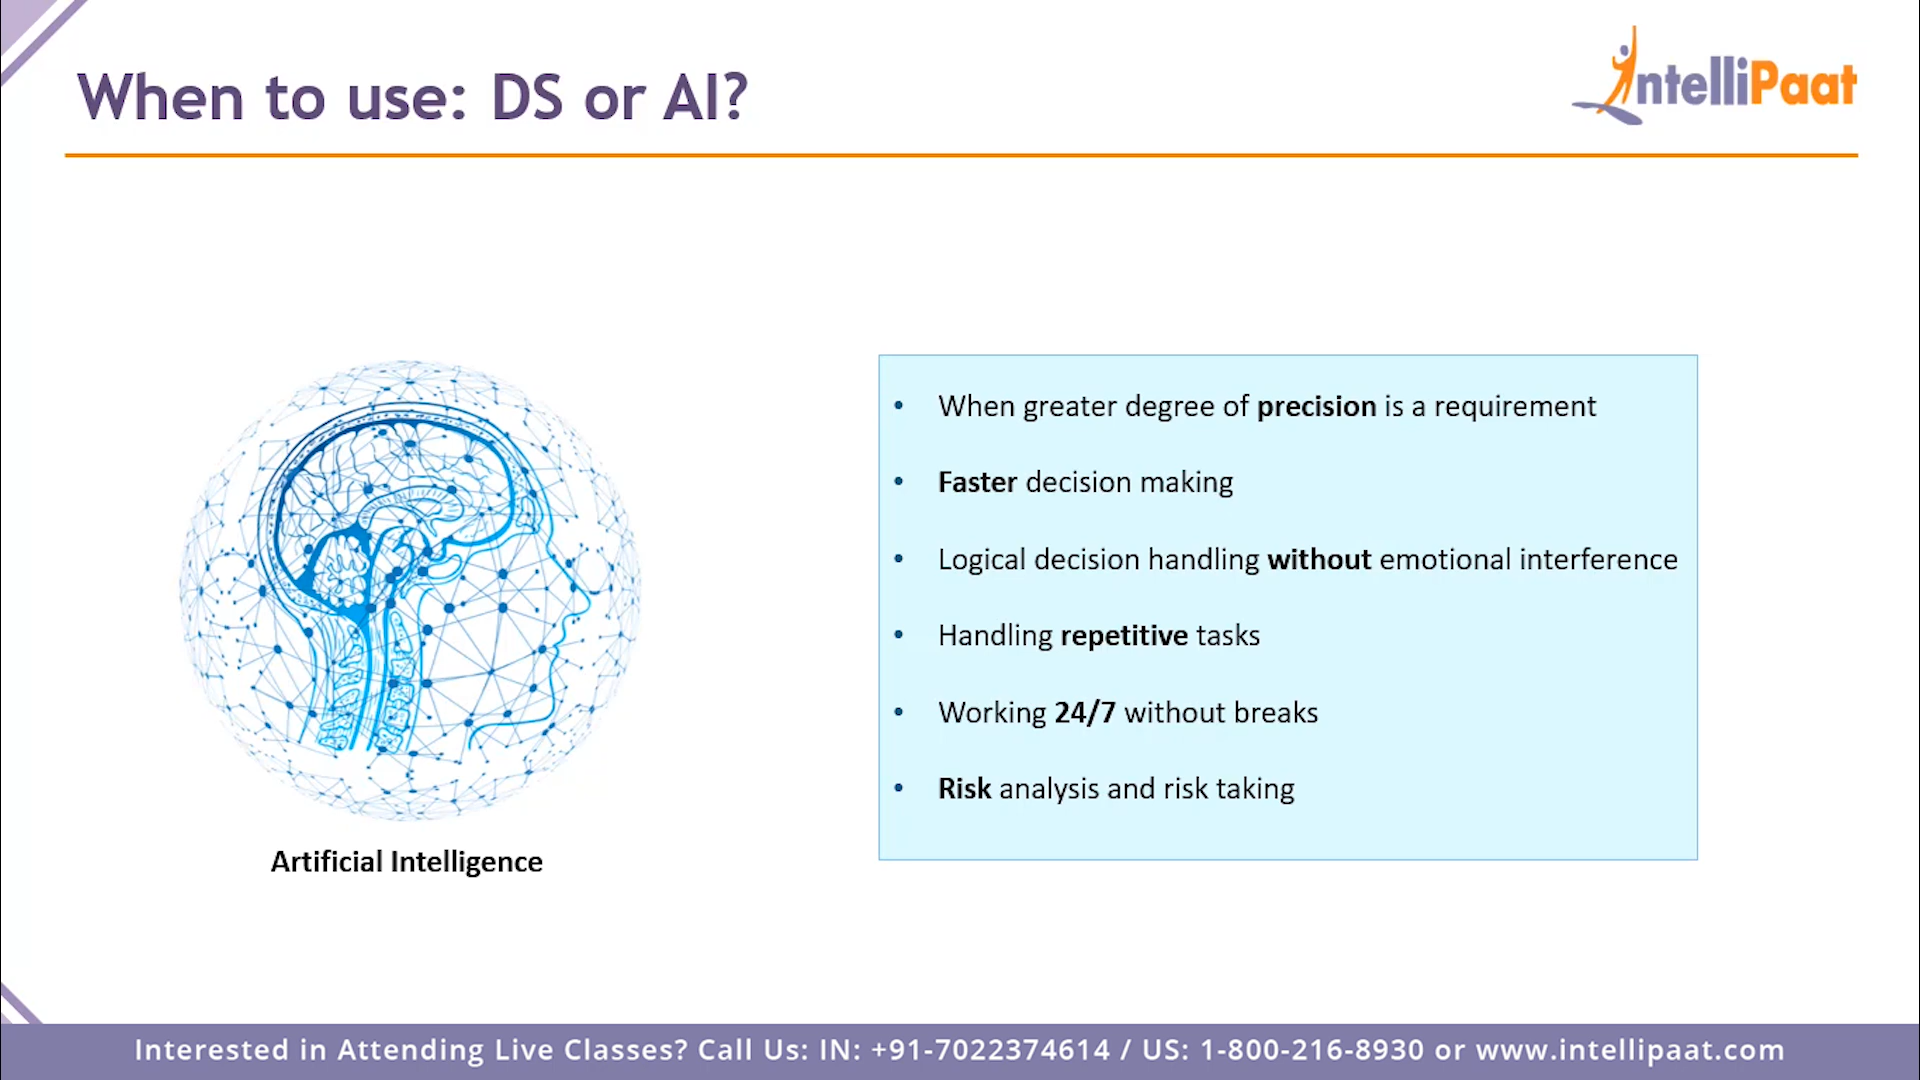 When to use: DS or AI?
IntelliPaat
• When greater degree of precision is a requirement
• Faster decision making
• Logical decision handling without emotional interference
• Handling repetitive tasks
• Working 24/7 without breaks
• Risk analysis and risk taking
Artificial Intelligence
Interested in Attending Live Classes? Call Us: IN: +91-7022374614 / US: 1-800-216-8930 or www.intellipaat.com